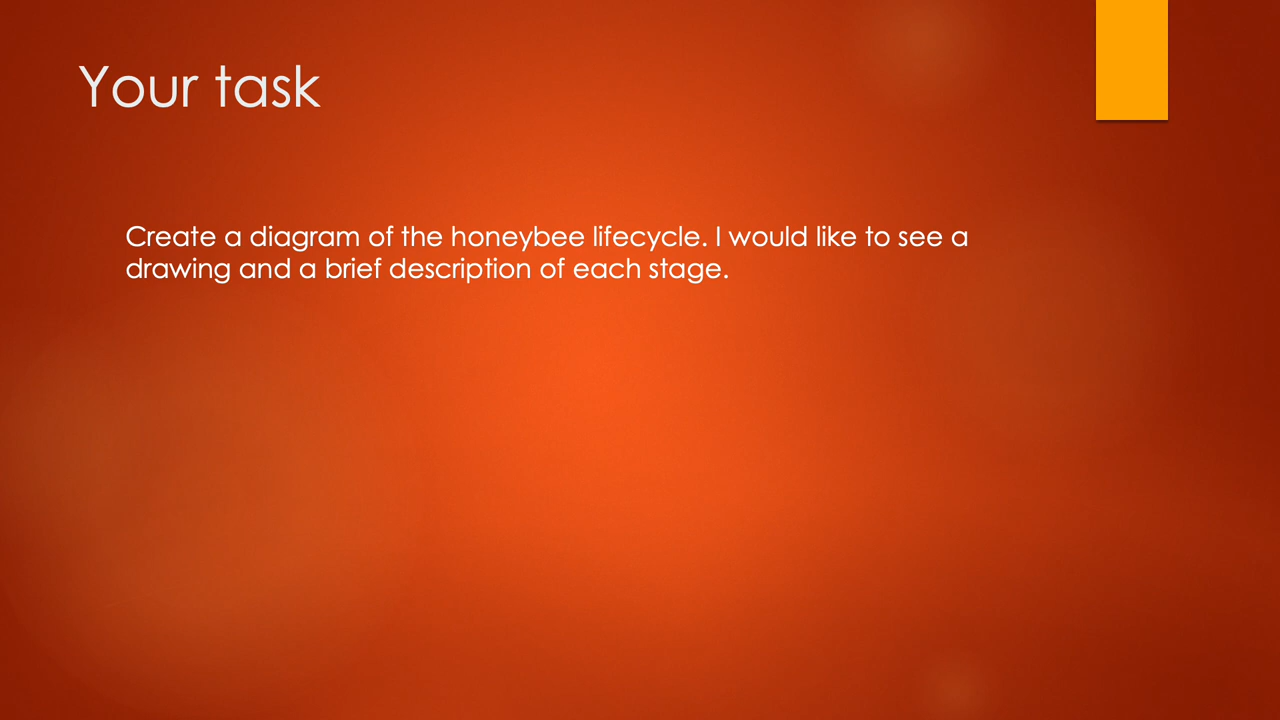 Your task
Create a diagram of the honeybee lifecycle. I would like to see a
drawing and a brief description of each stage.